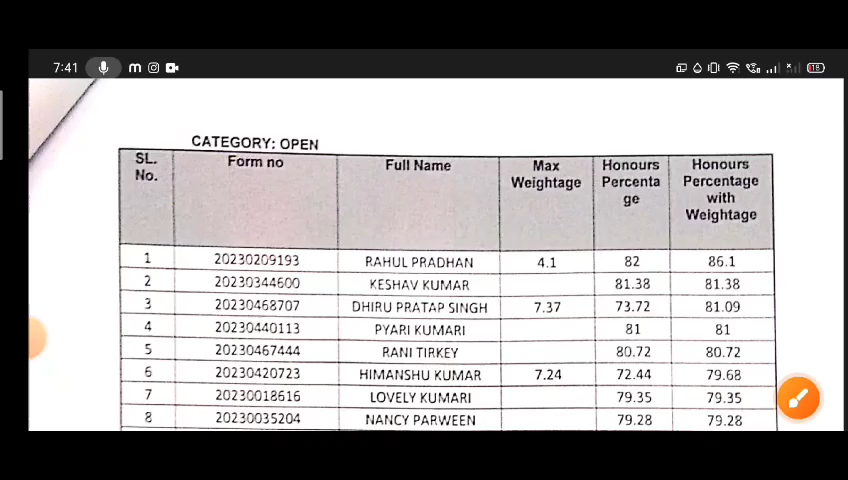 7:41
18
CATEGORY: OPEN
SL. No. Form no Full Name Max Weightage Honours Percenta ge Honours Percentage with Weightage
1 20230209193 RAHUL PRADHAN 4.1 82 86.1
2 20230344600 KESHAV KUMAR 81.38 81.38
3 20230468707 DHIRU PRATAP SINGH 7.37 73.72 81.09
4 20230440113 PYARI KUMARI 81 81
5 20230467444 RANI TIRKEY 80.72 80.72
6 20230420723 HIMANSHU KUMAR 7.24 72.44 79.68
7 20230018616 LOVELY KUMARI 79.35 79.35
8 20230035204 NANCY PARWEEN 79.28 79.28